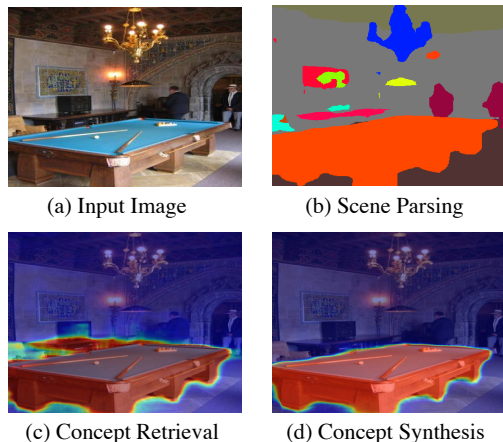 (a) Input Image
(b) Scene Parsing
(c) Concept Retrieval
(d) Concept Synthesis